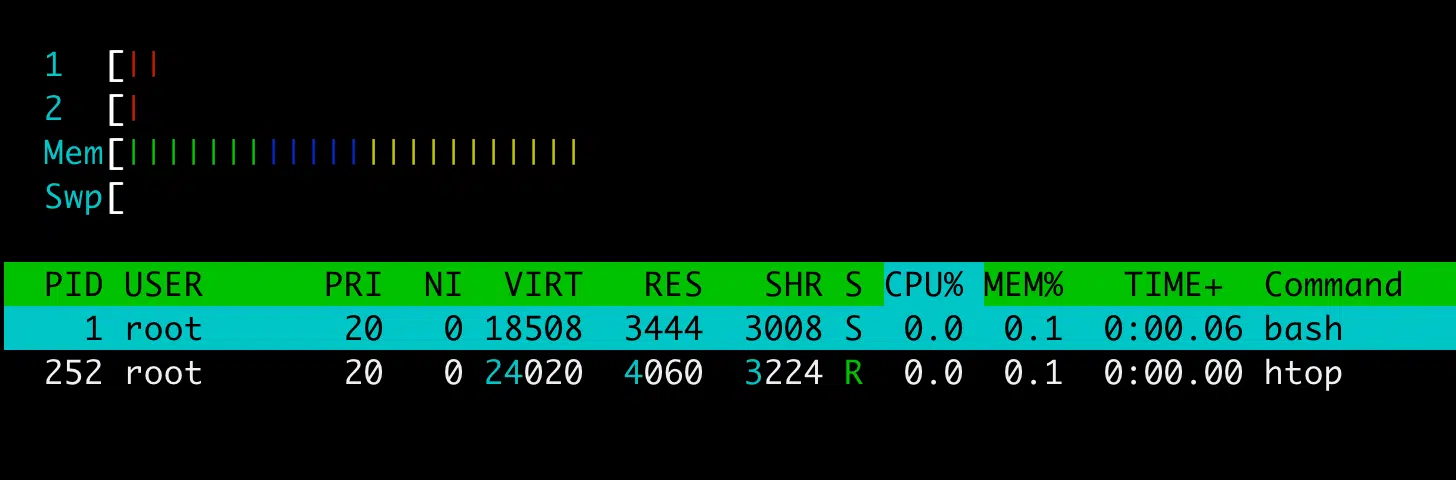 1 [||
2 [|
Mem[|||||||||||||||||||||||
Swp[
PID USER PRI NI VIRT RES SHR S CPU% MEM% TIME+ Command
1 root 20 0 18508 3444 3008 S 0.0 0.1 0:00.06 bash
252 root 20 0 24020 4060 3224 R 0.0 0.1 0:00.00 htop